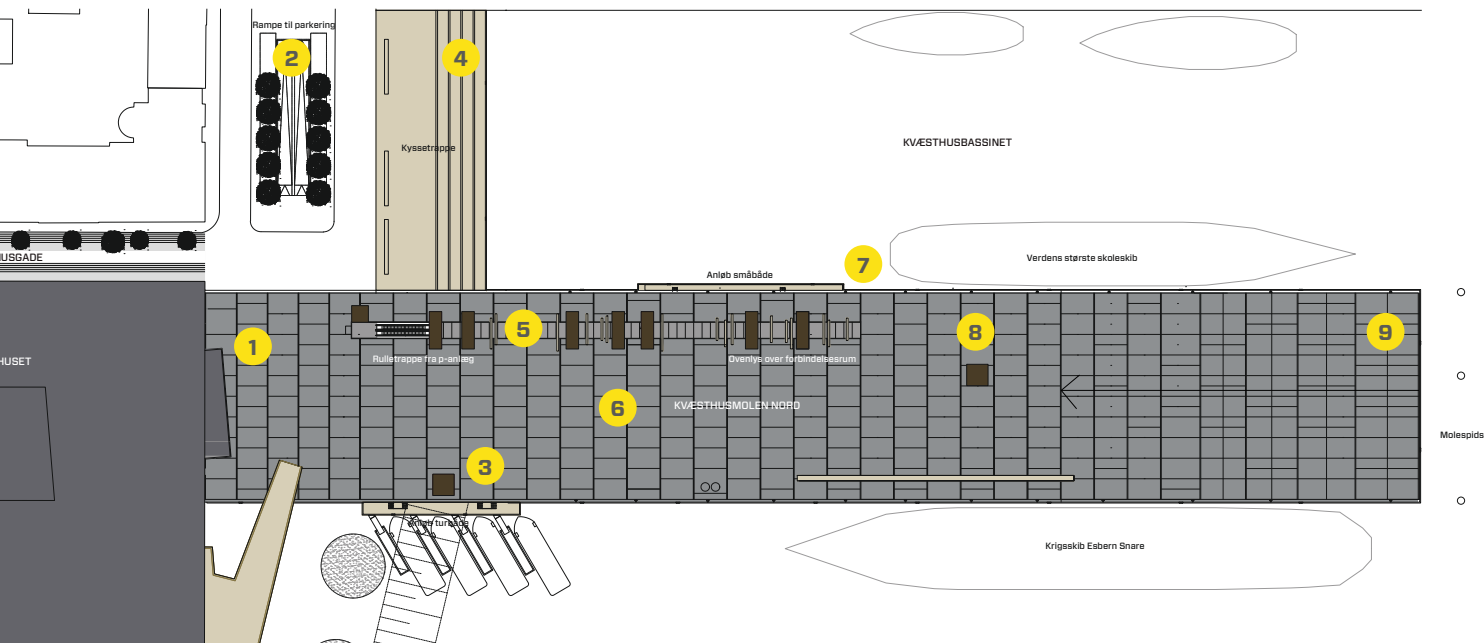 Rampe til parkering
2
4
Kyssetrappe
KVÆSTHUSBASSINET
USGADE
7
Verdens største skoleskib
Anløb småbåde
1
5
8
9
HUSET
Rulletrappe fra p-anlæg
Ovenlys over forbindelsesrum
6
KVÆSTHUSMOLEN NORD
Molespids
3
Anløb turbåde
Krigsskib Esbern Snare